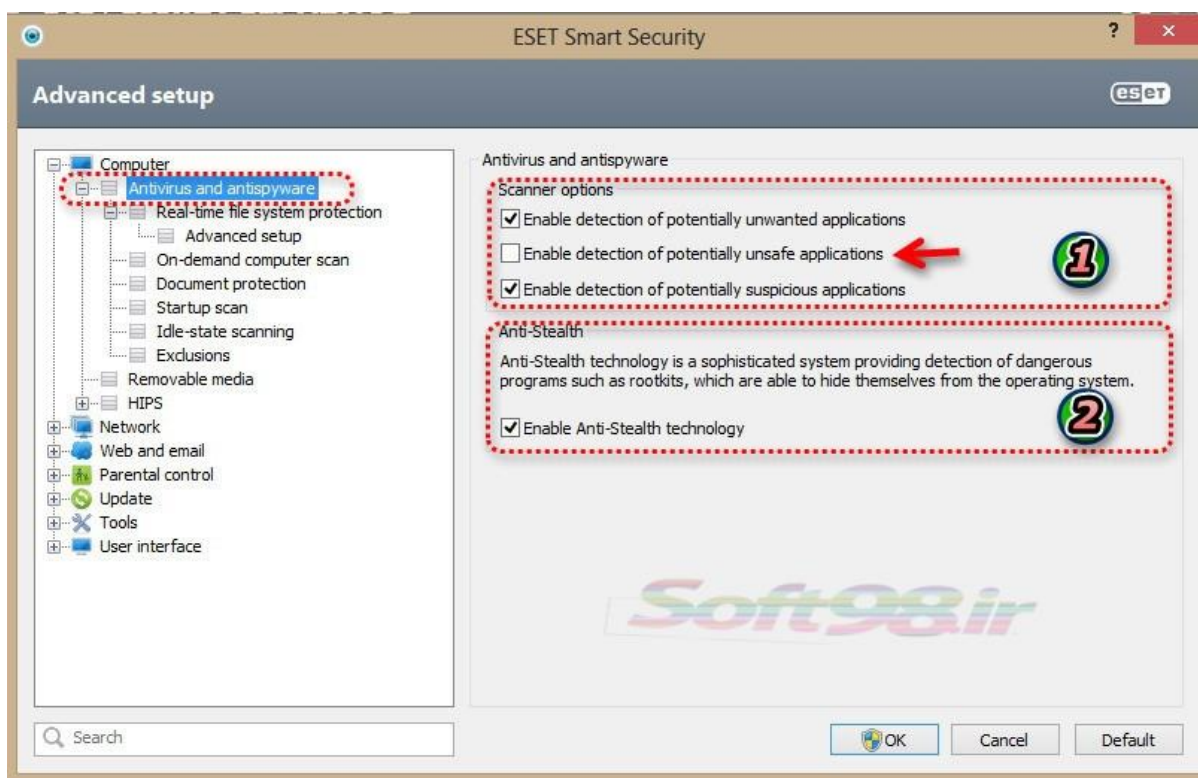 ESET Smart Security
?
Advanced setup
eset
Computer
Antivirus and antispyware
Real-time file system protection
Advanced setup
On-demand computer scan
Document protection
Startup scan
Idle-state scanning
Exclusions
Removable media
HIPS
Network
Web and email
Parental control
Update
Tools
User interface
Antivirus and antispyware
Scanner options
Enable detection of potentially unwanted applications
Enable detection of potentially unsafe applications
Enable detection of potentially suspicious applications
1
Anti-Stealth
Anti-Stealth technology is a sophisticated system providing detection of dangerous
programs such as rootkits, which are able to hide themselves from the operating system.
Enable Anti-Stealth technology
2
Soft98.ir
Search
OK
Cancel
Default